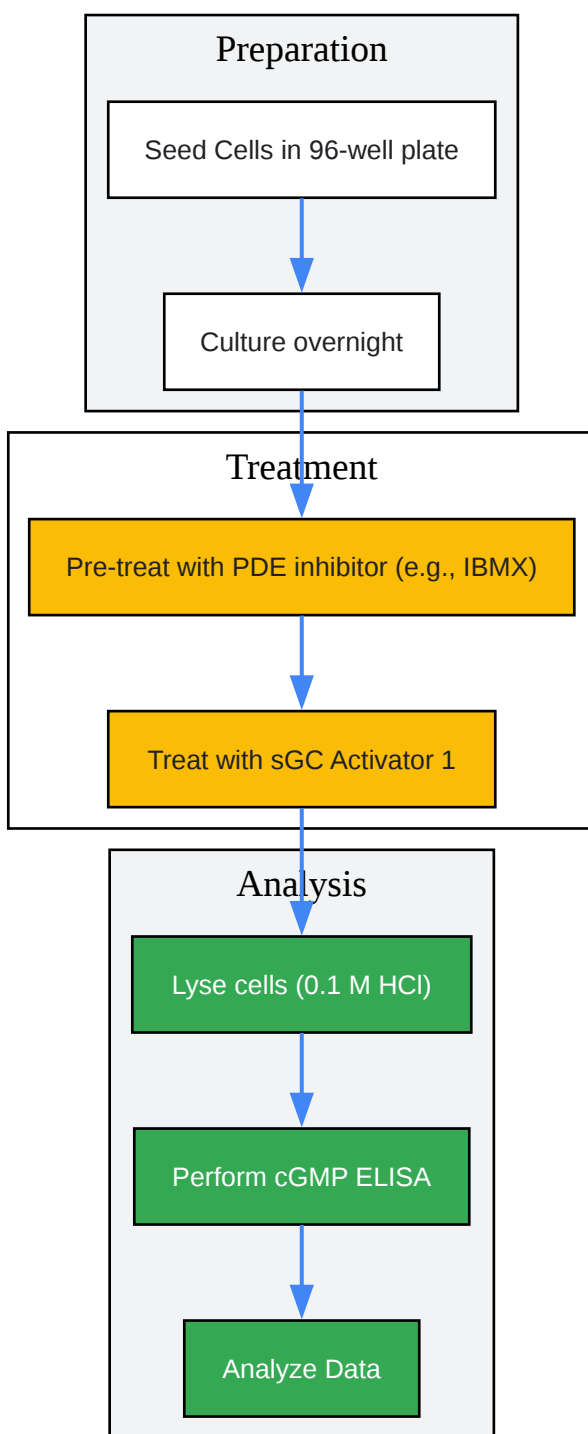 Preparation
Seed Cells in 96-well plate
Culture overnight
Treatment
Pre-treat with PDE inhibitor (e.g., IBMX)
Treat with sGC Activator 1
Analysis
Lyse cells (0.1 M HCl)
Perform cGMP ELISA
Analyze Data